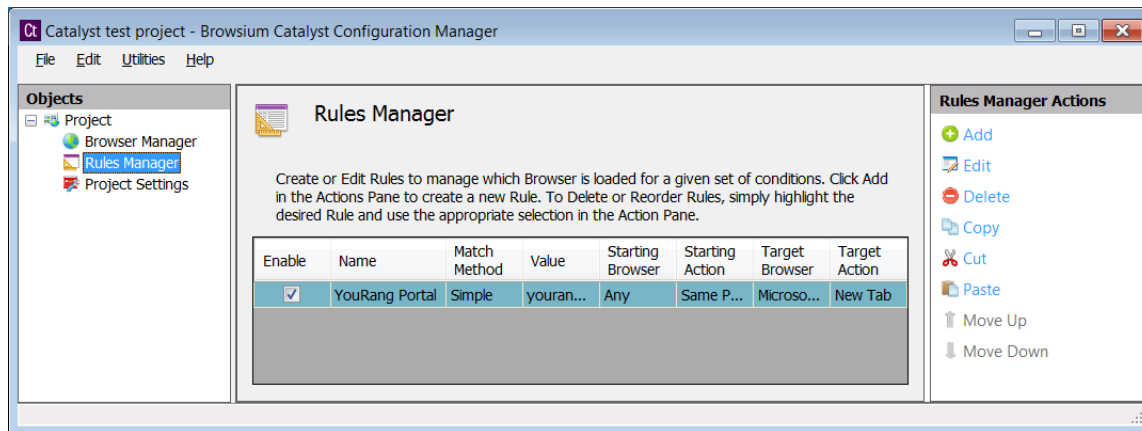 Ct Catalyst test project - Browsium Catalyst Configuration Manager
File Edit Utilities Help
Objects
Project
Browser Manager
Rules Manager
Project Settings
Rules Manager
Create or Edit Rules to manage which Browser is loaded for a given set of conditions. Click Add
in the Actions Pane to create a new Rule. To Delete or Reorder Rules, simply highlight the
desired Rule and use the appropriate selection in the Action Pane.
Enable Name Match Method Value Starting Browser Starting Action Target Browser Target Action
YouRang Portal Simple youran... Any Same P... Microso... New Tab
Rules Manager Actions
Add
Edit
Delete
Copy
Cut
Paste
Move Up
Move Down